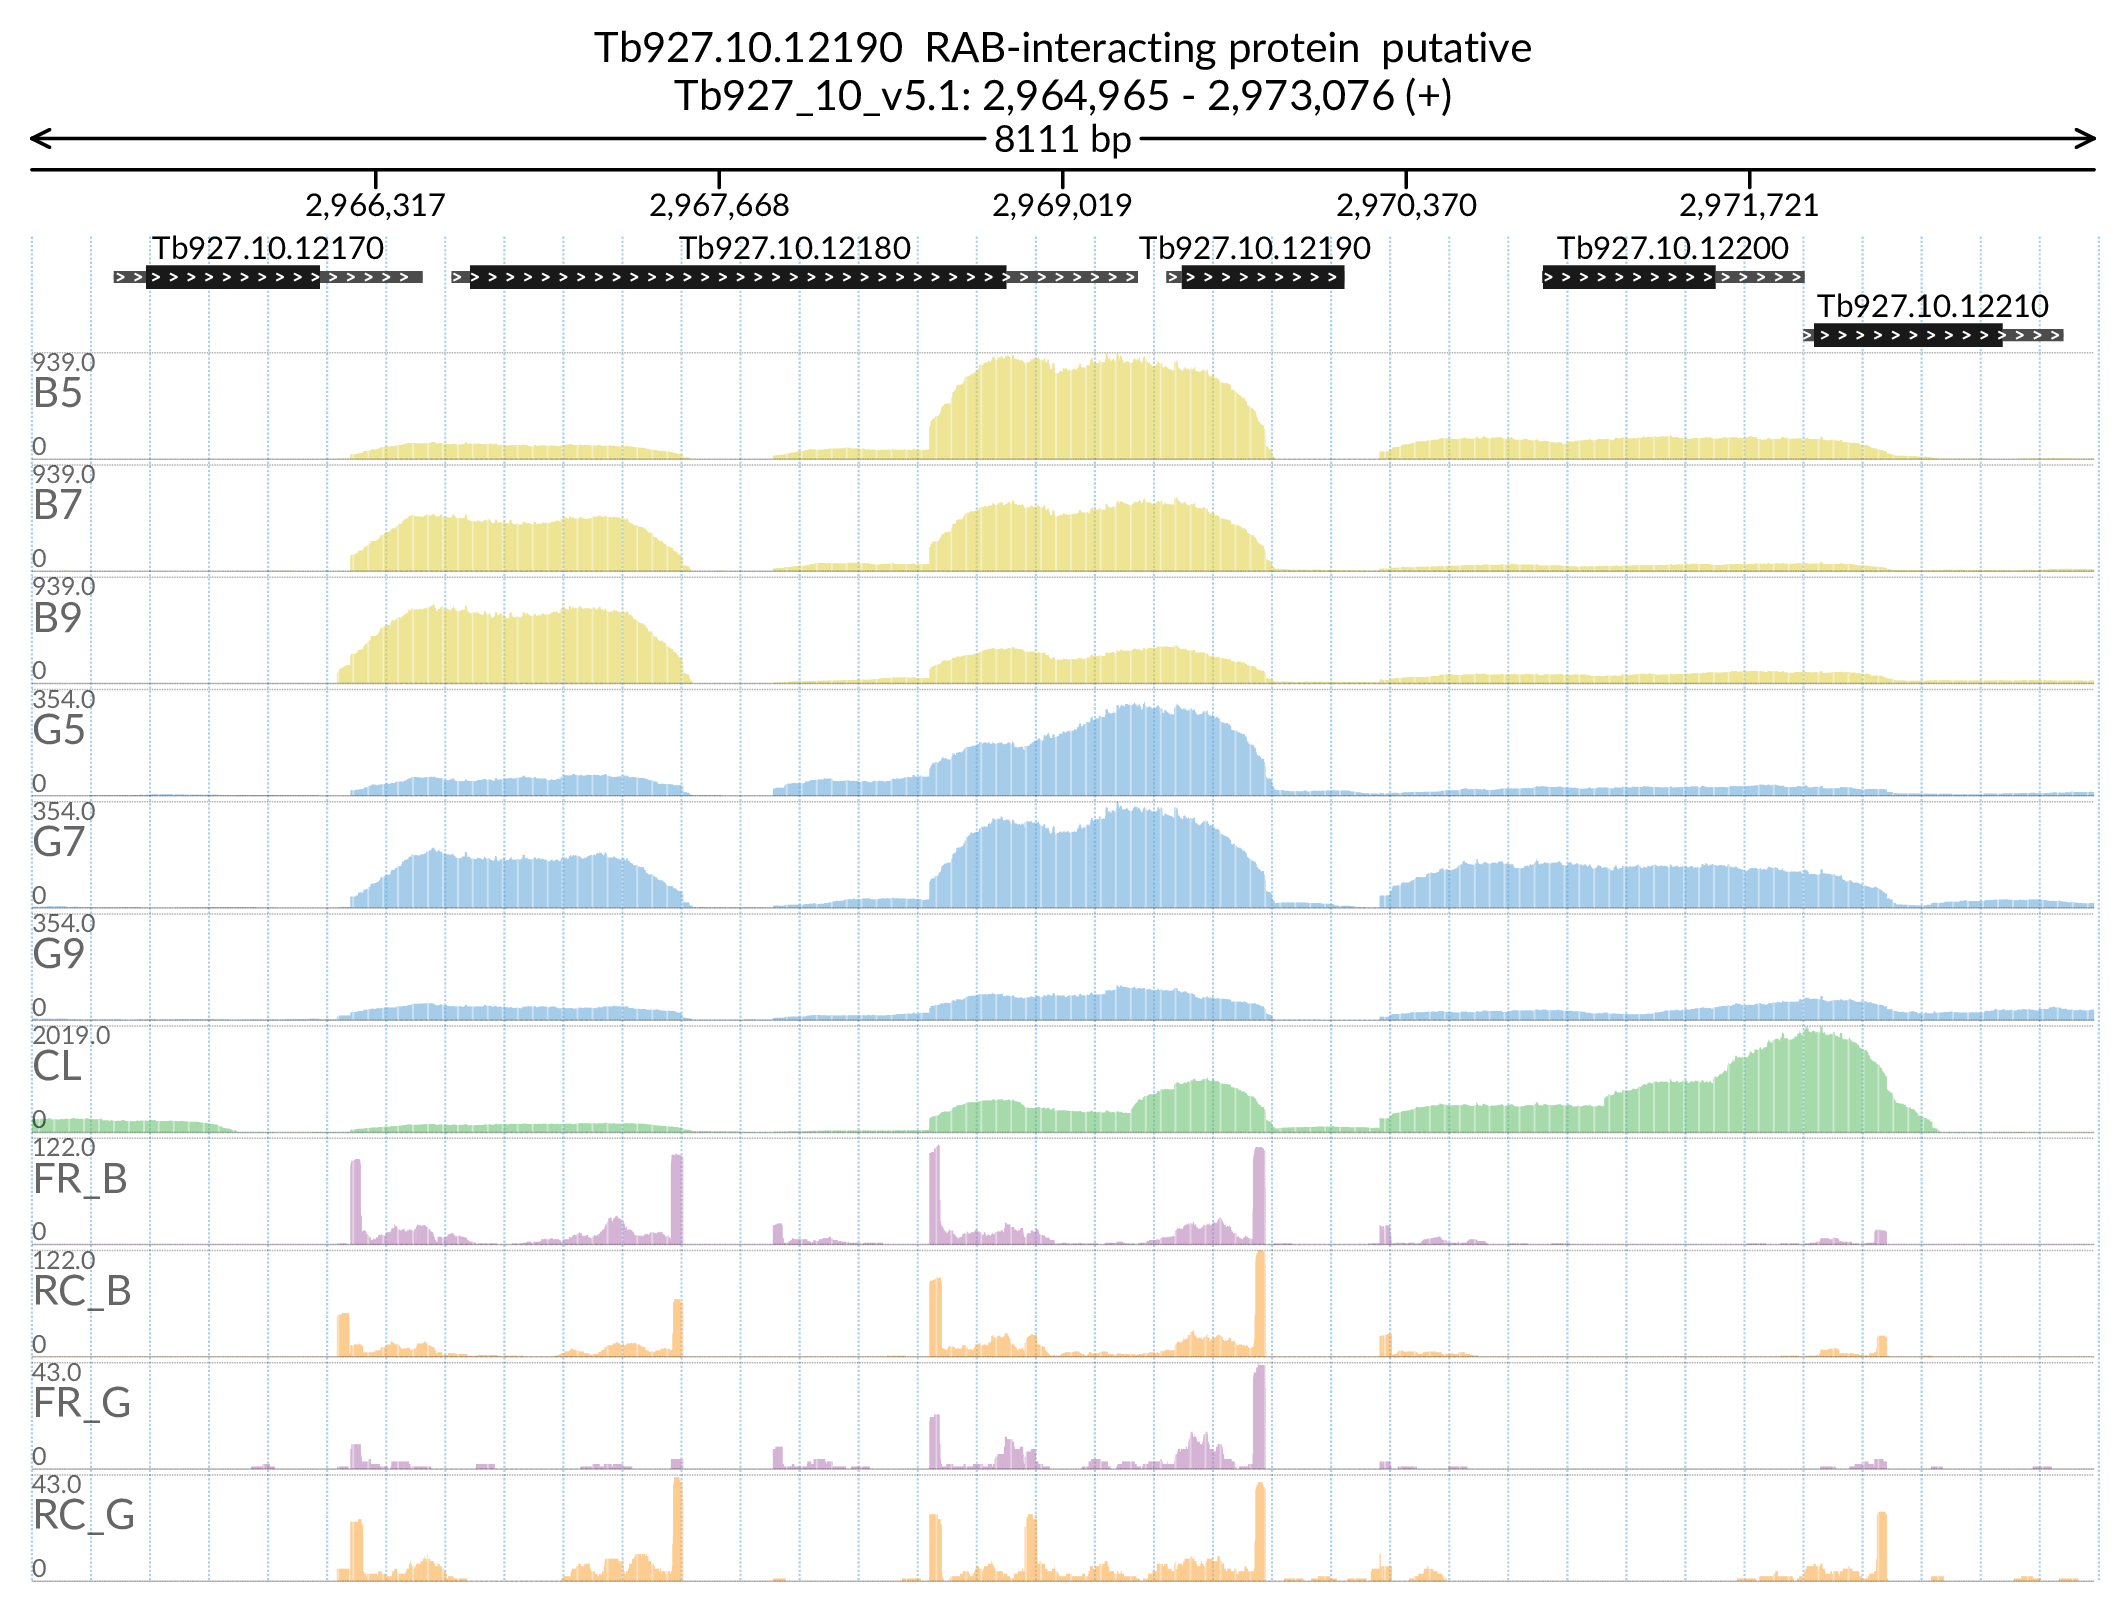 Tb927.10.12190  RAB-interacting protein  putative
Tb927_10_v5.1: 2,964,965 - 2,973,076 (+)
8111 bp
2,966,317 2,967,668 2,969,019 2,970,370 2,971,721
Tb927.10.12170 Tb927.10.12180 Tb927.10.12190 Tb927.10.12200
Tb927.10.12210
939.0
B5
0
939.0
B7
0
939.0
B9
0
354.0
G5
0
354.0
G7
0
354.0
G9
0
2019.0
CL
0
122.0
FR_B
0
122.0
RC_B
0
43.0
FR_G
0
43.0
RC_G
0